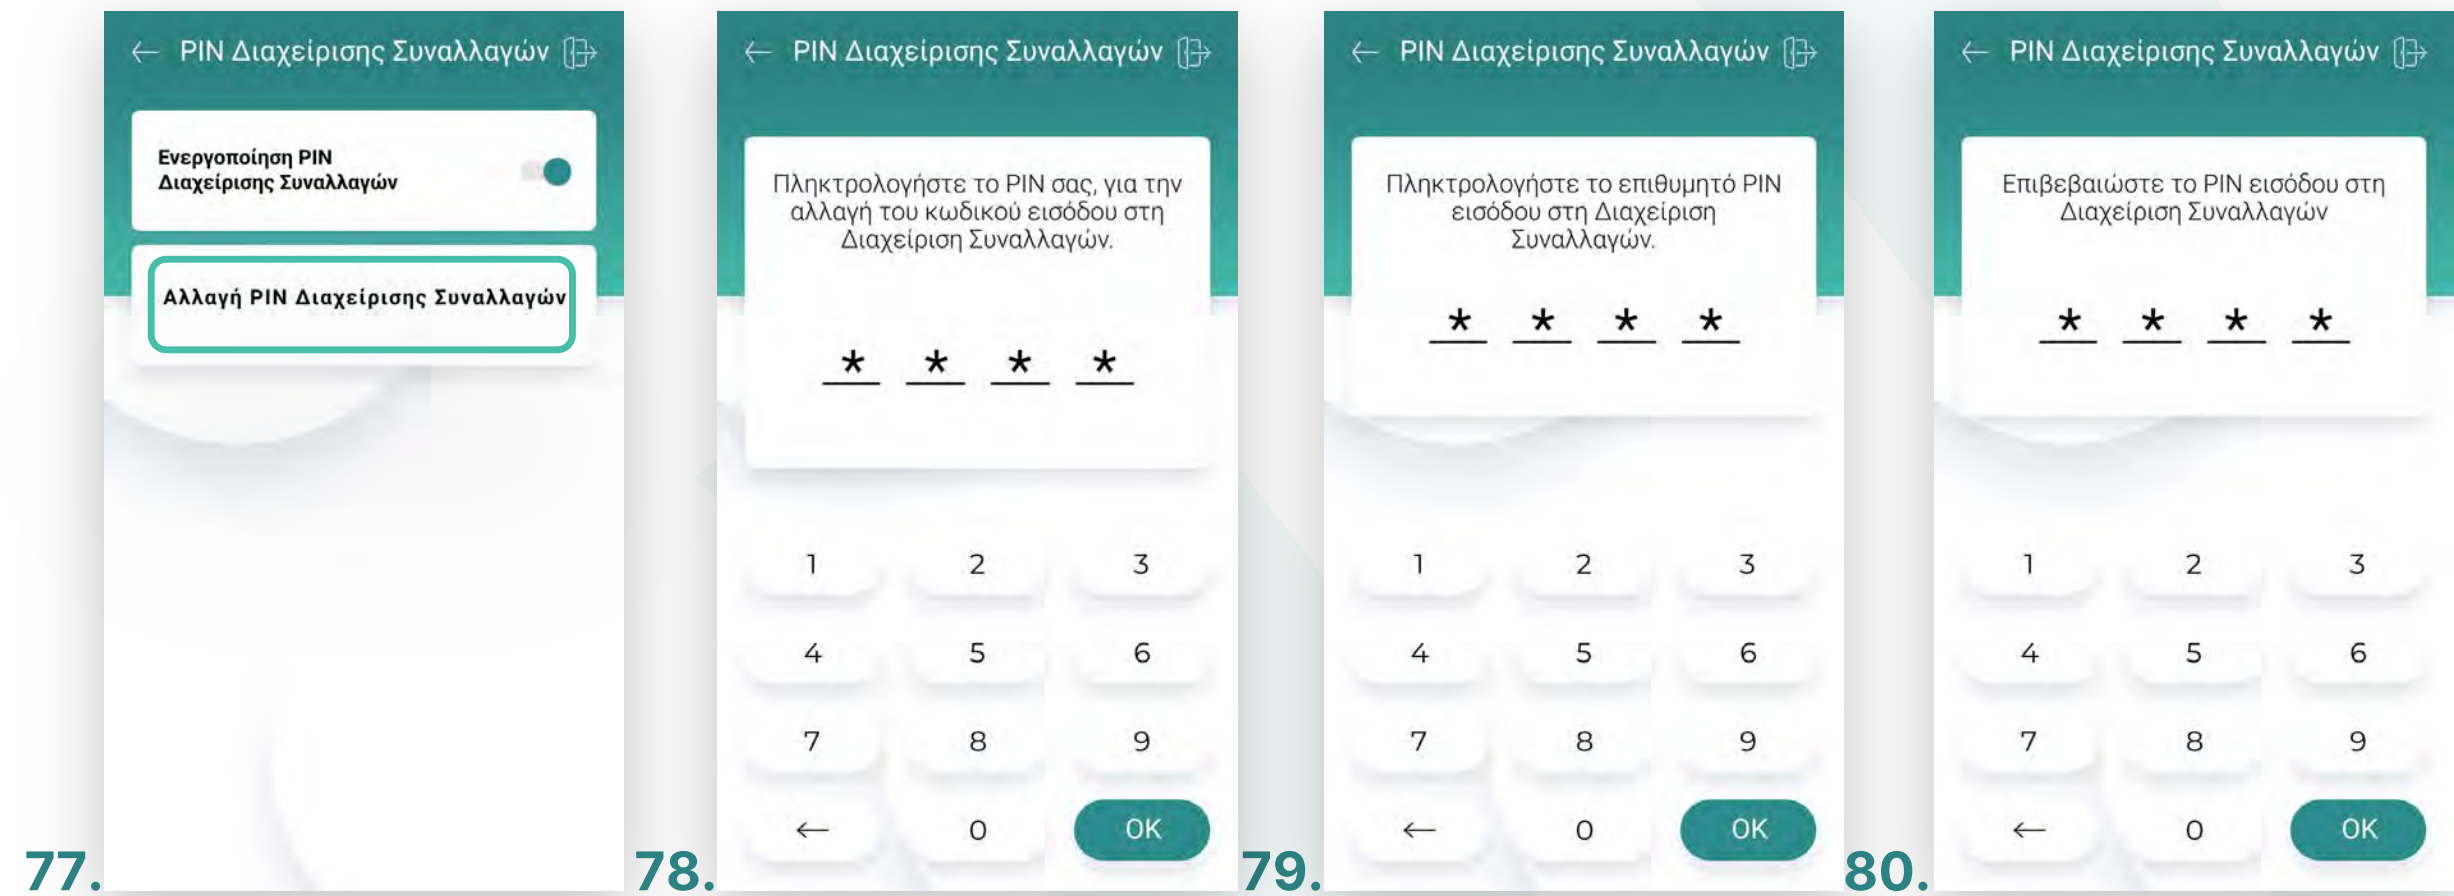 ← PIN Διαχείρισης Συναλλαγών
Ενεργοποίηση PIN
Διαχείρισης Συναλλαγών
Αλλαγή PIN Διαχείρισης Συναλλαγών
77.
← PIN Διαχείρισης Συναλλαγών
Πληκτρολογήστε το PIN σας, για την
αλλαγή του κωδικού εισόδου στη
Διαχείριση Συναλλαγών.
* * * *
1 2 3
4 5 6
7 8 9
← 0 OK
78.
← PIN Διαχείρισης Συναλλαγών
Πληκτρολογήστε το επιθυμητό PIN
εισόδου στη Διαχείριση
Συναλλαγών.
* * * *
1 2 3
4 5 6
7 8 9
← 0 OK
79.
← PIN Διαχείρισης Συναλλαγών
Επιβεβαιώστε το PIN εισόδου στη
Διαχείριση Συναλλαγών
* * * *
1 2 3
4 5 6
7 8 9
← 0 OK
80.